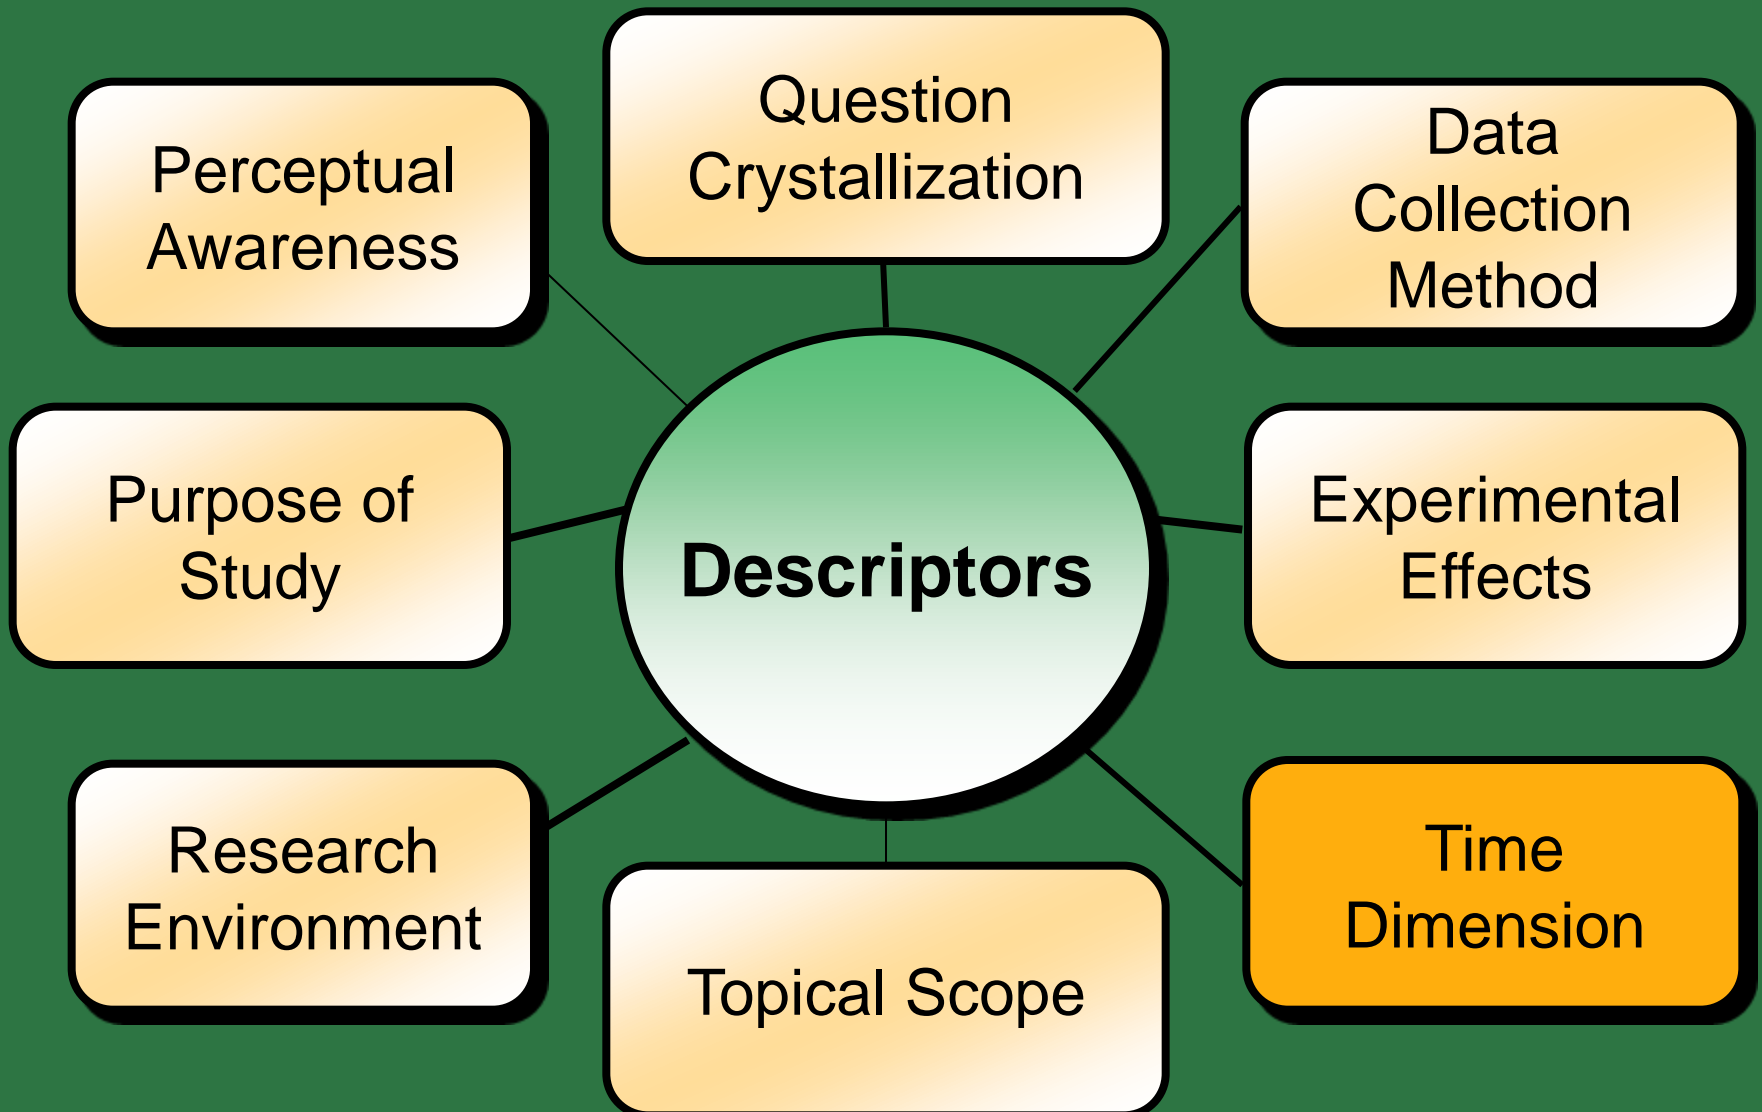 Question
Crystallization
Perceptual
Awareness
Data
Collection
Method
Purpose of
Study
Descriptors
Experimental
Effects
Research
Environment
Topical Scope
Time
Dimension